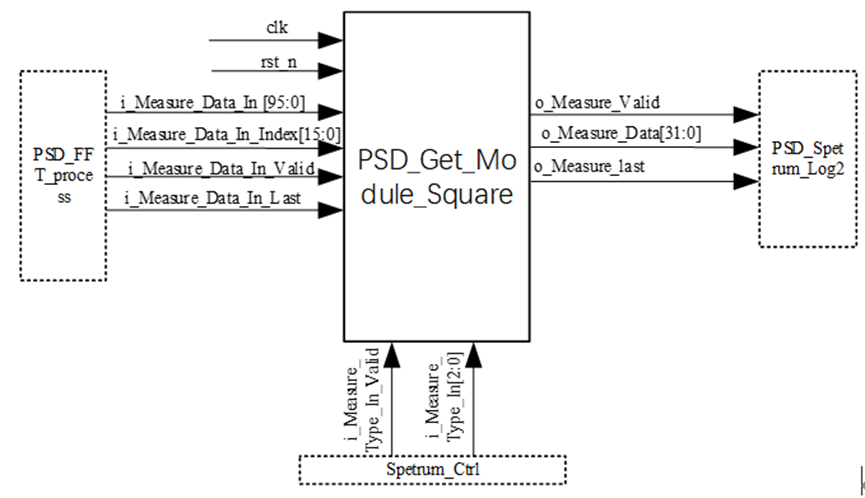 clk
rst_n
i_Measure_Data_In [95:0]
i_Measure_Data_In_Index[15:0]
i_Measure_Data_In_Valid
i_Measure_Data_In_Last
PSD_FF
T_proce
ss
PSD_Get_Mo
dule_Square
o_Measure_Valid
o_Measure_Data[31:0]
o_Measure_last
PSD_Spet
rum_Log2
i_Measure_
Type_In_Valid
i_Measure_
Type_In[2:0]
Spetrum_Ctrl